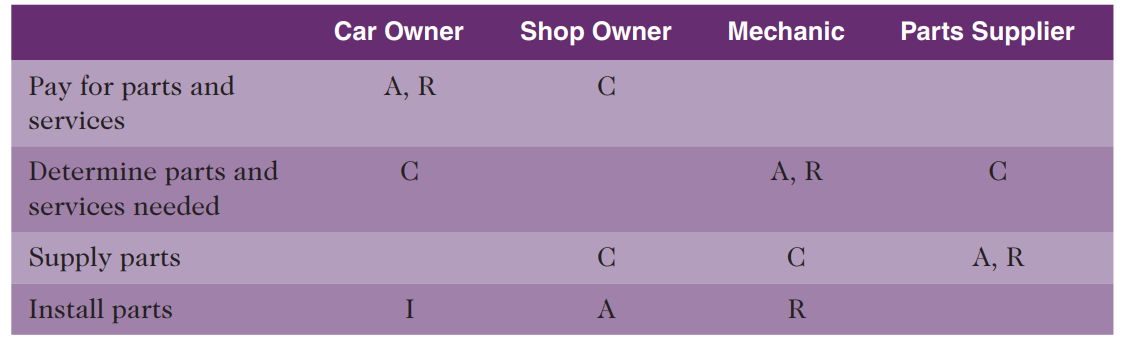 Car Owner Shop Owner Mechanic Parts Supplier
Pay for parts and A, R C
services
Determine parts and C A, R C
services needed
Supply parts C C A, R
Install parts I A R